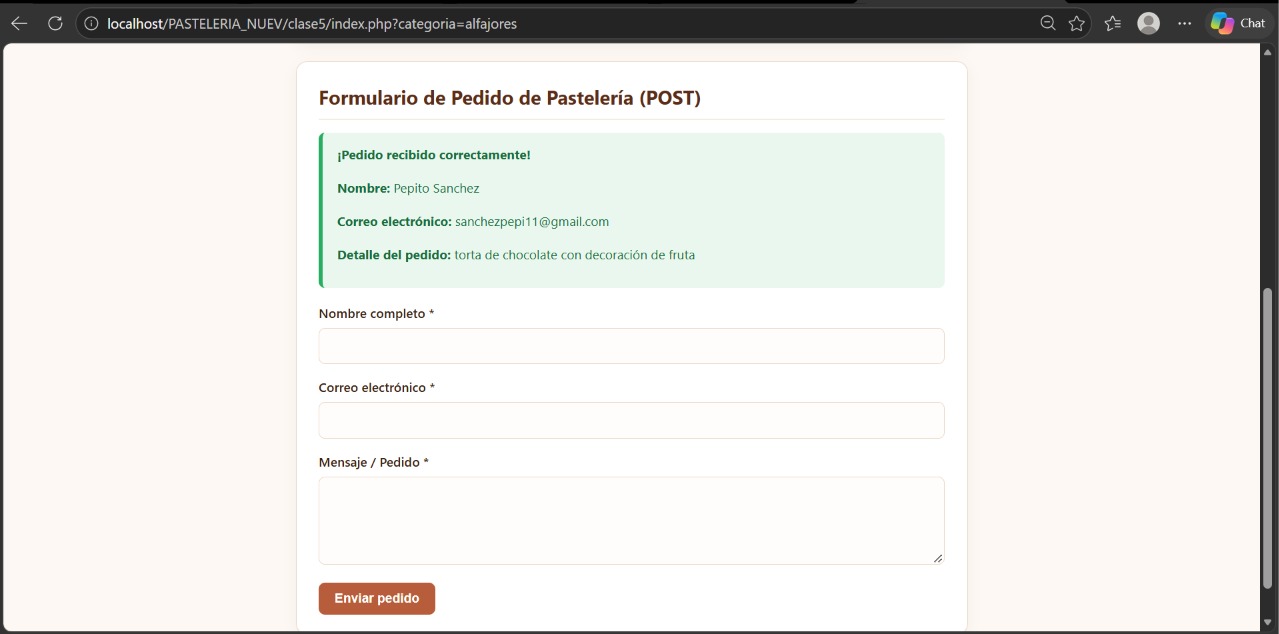 localhost/PASTELERIA_NUEV/clase5/index.php?categoria=alfajores
Chat
Formulario de Pedido de Pastelería (POST)
¡Pedido recibido correctamente!
Nombre: Pepito Sanchez
Correo electrónico: sanchezpepi11@gmail.com
Detalle del pedido: torta de chocolate con decoración de fruta
Nombre completo *
Correo electrónico *
Mensaje / Pedido *
Enviar pedido